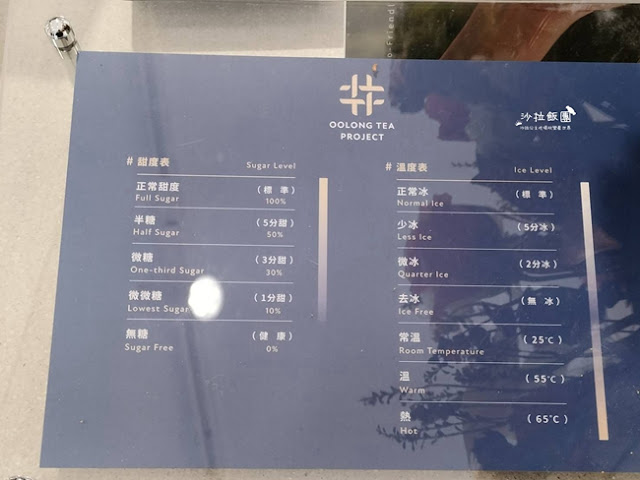 o-Friendl
OOLONG TEA
PROJECT
沙拉飯團
# 甜度表 Sugar Level
正常甜度 (標準)
Full Sugar 100%
半糖 (5分甜)
Half Sugar 50%
微糖 (3分甜)
One-third Sugar 30%
微微糖 (1分甜)
Lowest Sugar 10%
無糖 (健康)
Sugar Free 0%
# 溫度表 Ice Level
正常冰 (標準)
Normal Ice
少冰 (5分冰)
Less Ice
微冰 (2分冰)
Quarter Ice
去冰 (無冰)
Ice Free
常溫 (25°C)
Room Temperature
溫 (55°C)
Warm
熱 (65°C)
Hot